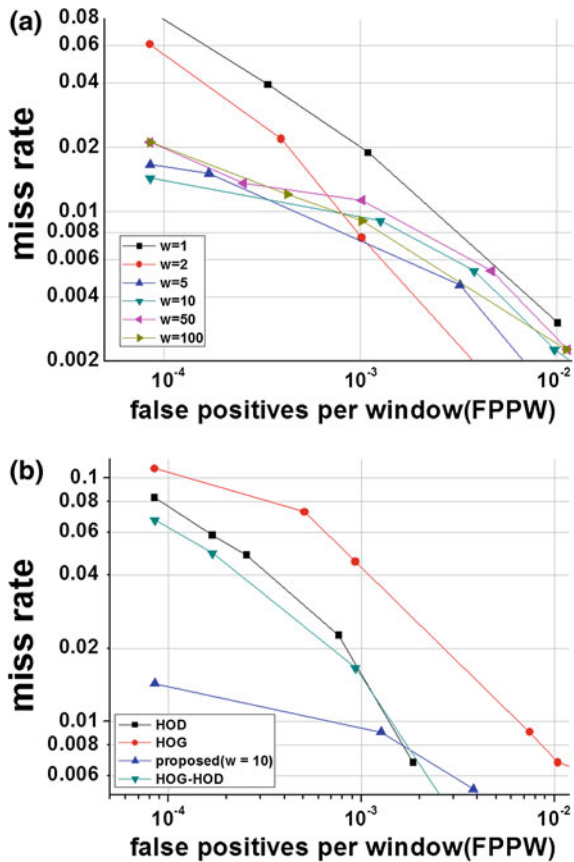 (a)
miss rate
0.08
0.06
0.04
0.02
0.01
0.008
0.006
0.004
0.002
w=1
w=2
w=5
w=10
w=50
w=100
10-4
10-3
10-2
false positives per window(FPPW)
(b)
miss rate
0.1
0.08
0.06
0.04
0.02
0.01
0.008
0.006
HOD
HOG
proposed(w = 10)
HOG-HOD
10-4
10-3
10-2
false positives per window(FPPW)